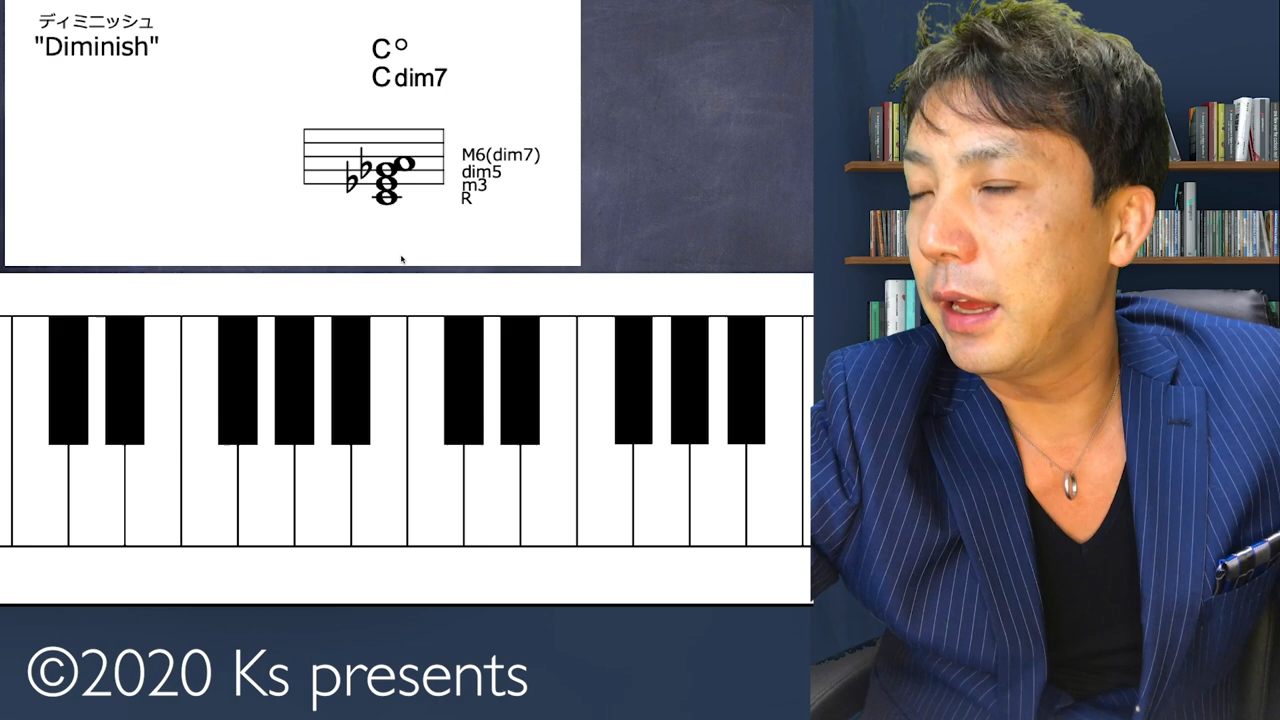 ディミニッシュ
"Diminish"
C○
C dim7
M6(dim7)
dim5
m3
R
©2020 Ks presents